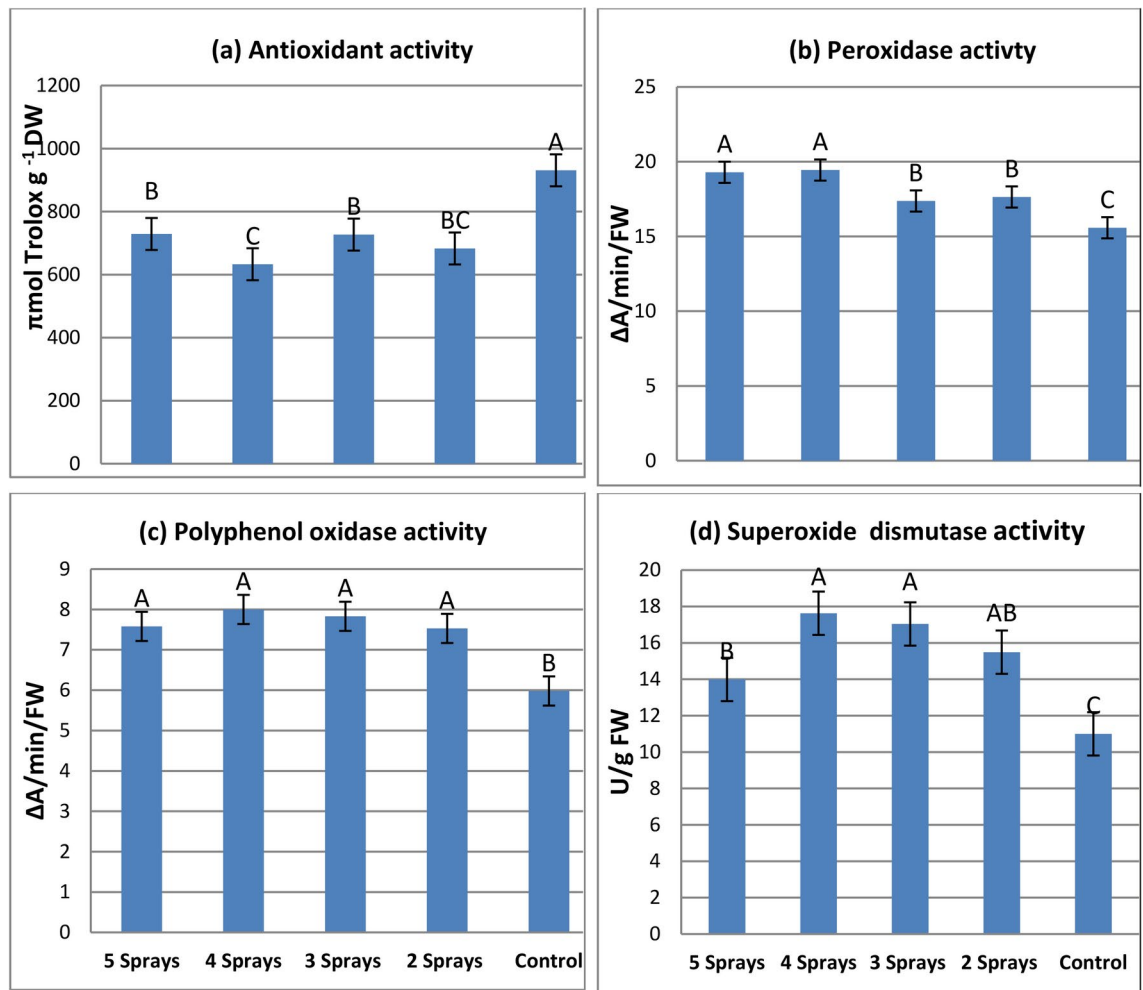 (a) Antioxidant activity
πmol Trolox g -1 DW
1200
1000
800
600
400
200
0
B
C
B
BC
A
(b) Peroxidase activty
ΔA/min/FW
25
20
15
10
5
0
A
A
B
B
C
(c) Polyphenol oxidase activity
ΔA/min/FW
9
8
7
6
5
4
3
2
1
0
A
A
A
A
B
5 Sprays 4 Sprays 3 Sprays 2 Sprays Control
(d) Superoxide dismutase activity
U/g FW
20
18
16
14
12
10
8
6
4
2
0
B
A
A
AB
C
5 Sprays 4 Sprays 3 Sprays 2 Sprays Control